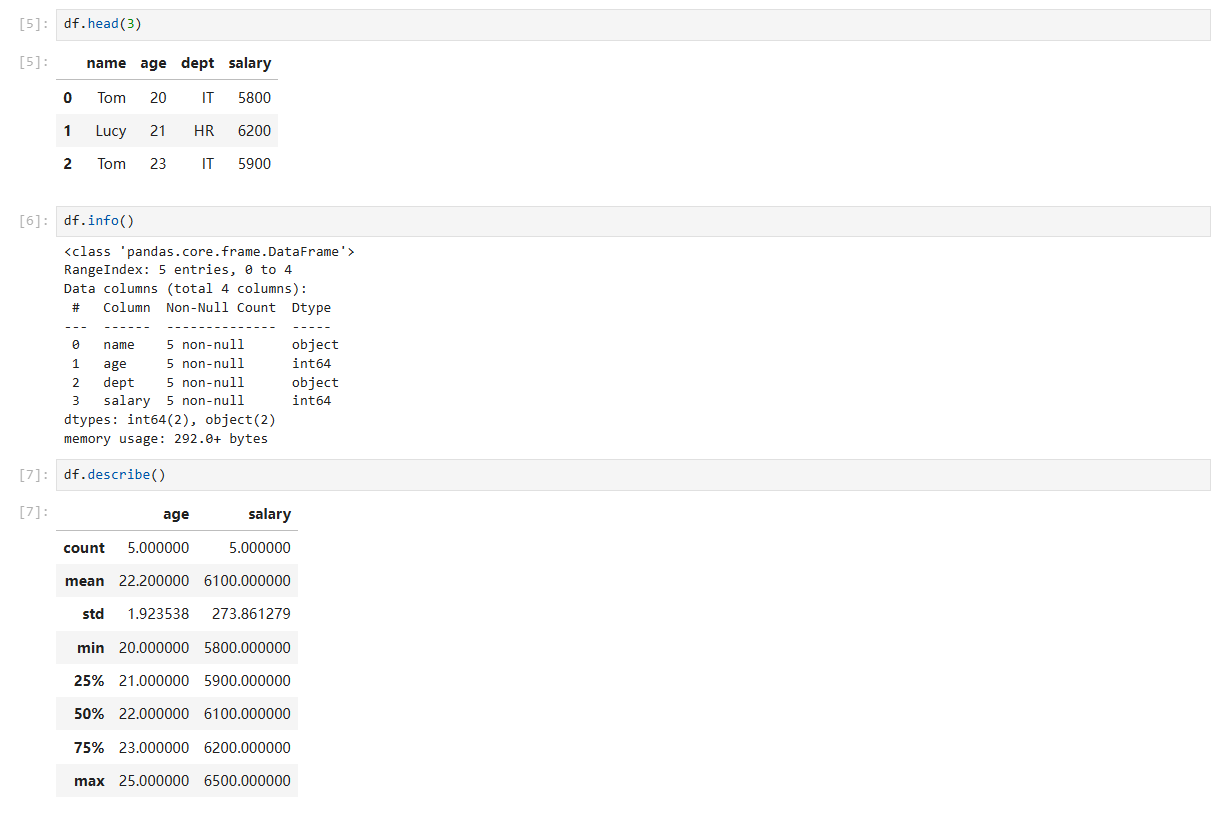 [5]: df.head(3)
[5]: name age dept salary
0 Tom 20 IT 5800
1 Lucy 21 HR 6200
2 Tom 23 IT 5900
[6]: df.info()
<class 'pandas.core.frame.DataFrame'>
RangeIndex: 5 entries, 0 to 4
Data columns (total 4 columns):
 #   Column  Non-Null Count  Dtype
---  ------  --------------  -----
 0   name    5 non-null      object
 1   age     5 non-null      int64
 2   dept    5 non-null      object
 3   salary  5 non-null      int64
dtypes: int64(2), object(2)
memory usage: 292.0+ bytes
[7]: df.describe()
[7]: age salary
count 5.000000 5.000000
mean 22.200000 6100.000000
std 1.923538 273.861279
min 20.000000 5800.000000
25% 21.000000 5900.000000
50% 22.000000 6100.000000
75% 23.000000 6200.000000
max 25.000000 6500.000000